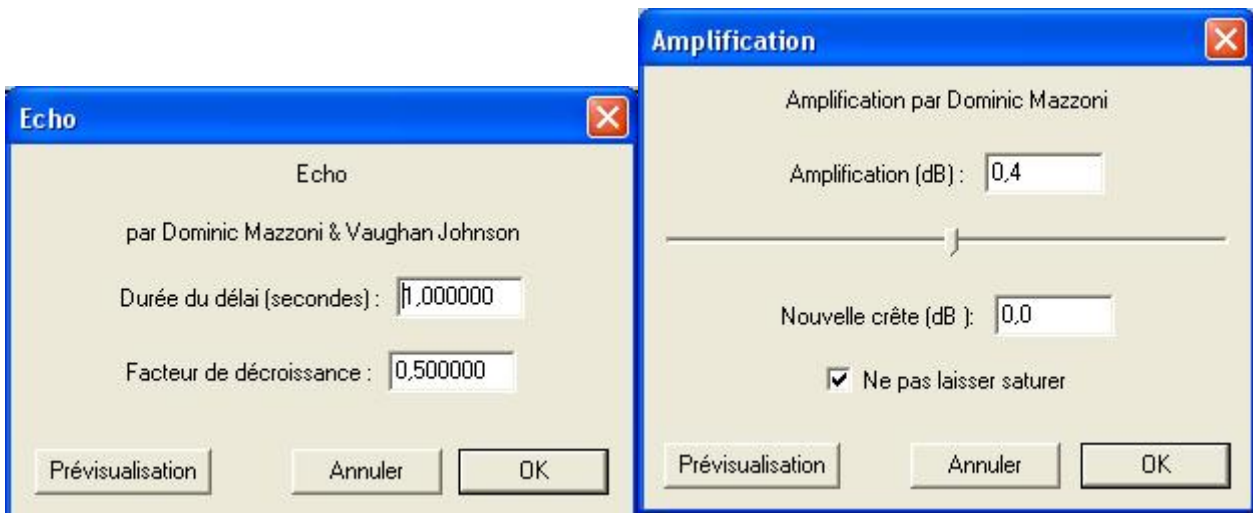 Echo
Echo
par Dominic Mazzoni & Vaughan Johnson
Durée du délai (secondes) : 1,000000
Facteur de décroissance : 0,500000
Prévisualisation Annuler OK
Amplification
Amplification par Dominic Mazzoni
Amplification (dB) : 0,4
Nouvelle crête (dB ): 0,0
Ne pas laisser saturer
Prévisualisation Annuler OK